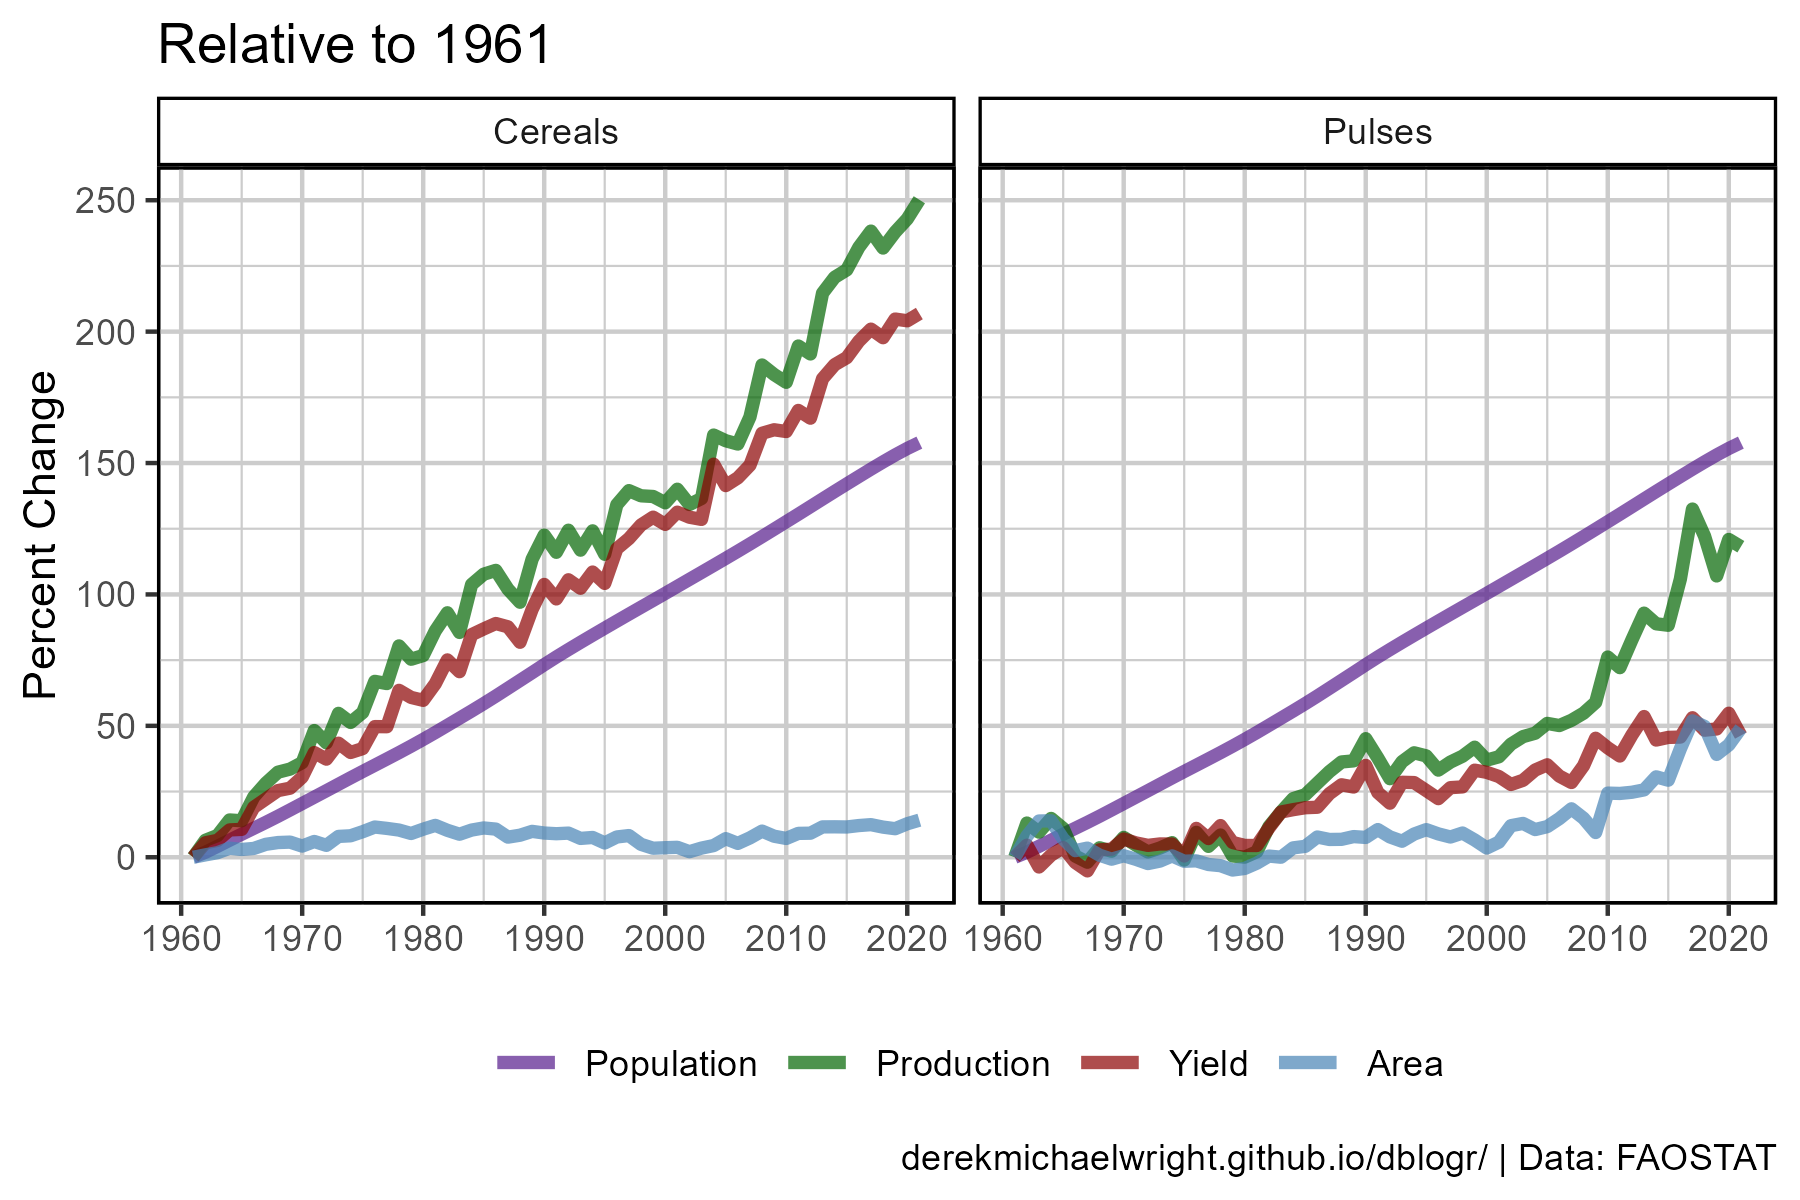 Relative to 1961
Cereals
Pulses
Percent Change
250
200
150
100
50
0
1960 1970 1980 1990 2000 2010 2020
1960 1970 1980 1990 2000 2010 2020
Population Production Yield Area
derekmichaelwright.github.io/dblogr/ | Data: FAOSTAT